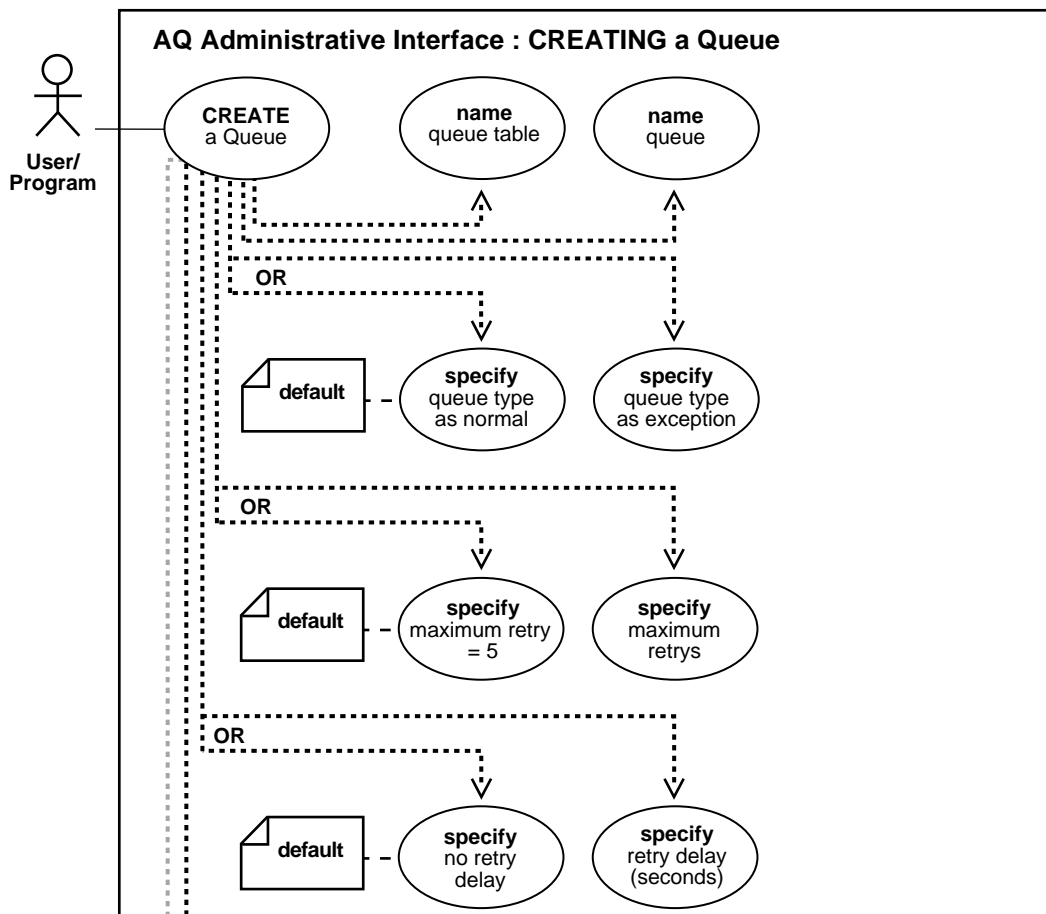 AQ Administrative Interface : CREATING a Queue
User/
Program
CREATE
a Queue
name
queue table
name
queue
OR
default
specify
queue type
as normal
specify
queue type
as exception
OR
default
specify
maximum retry
= 5
specify
maximum
retrys
OR
default
specify
no retry
delay
specify
retry delay
(seconds)